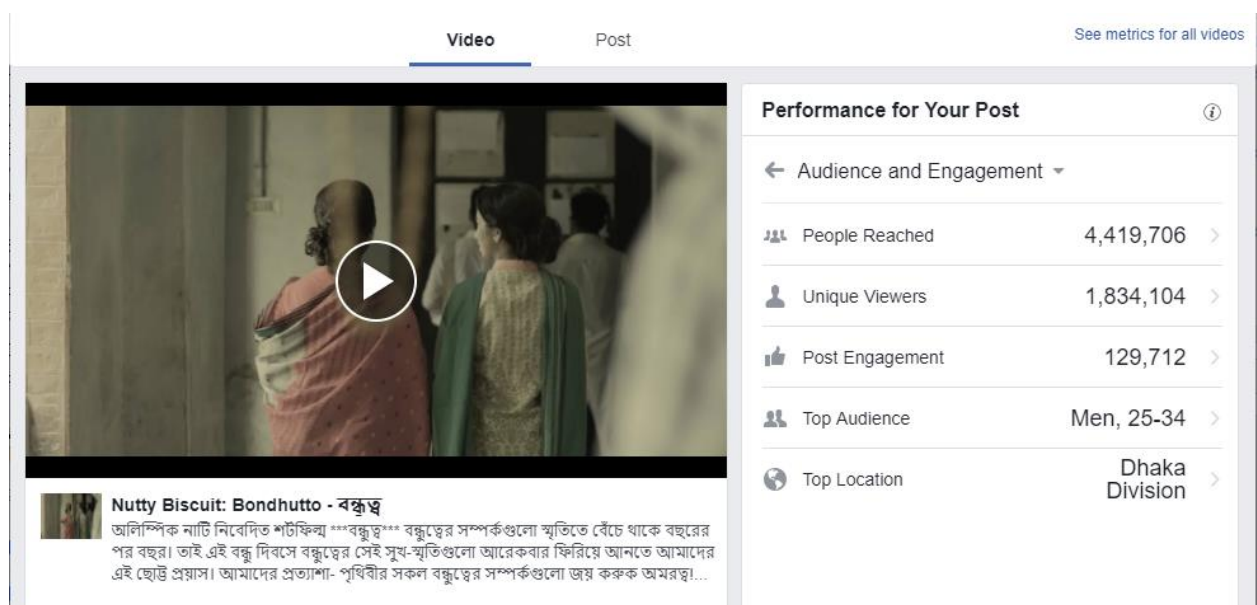 Video
Post
See metrics for all videos
Performance for Your Post
Audience and Engagement
People Reached 4,419,706
Unique Viewers 1,834,104
Post Engagement 129,712
Top Audience Men, 25-34
Top Location Dhaka
Division
Nutty Biscuit: Bondhutto - বন্ধুত্ব
অলিম্পিক নাটি নিবেদিত শর্টফিল্ম ***বন্ধুত্ব*** বন্ধুত্বের সম্পর্কগুলো স্মৃতিতে বেঁচে থাকে বছরের
পর বছর। তাই এই বন্ধু দিবসে বন্ধুত্বের সেই সুখ-স্মৃতিগুলো আরেকবার ফিরিয়ে আনতে আমাদের
এই ছোট্ট প্রয়াস। আমাদের প্রত্যাশা- পৃথিবীর সকল বন্ধুত্বের সম্পর্কগুলো জয় করুক অমরত্ব!...